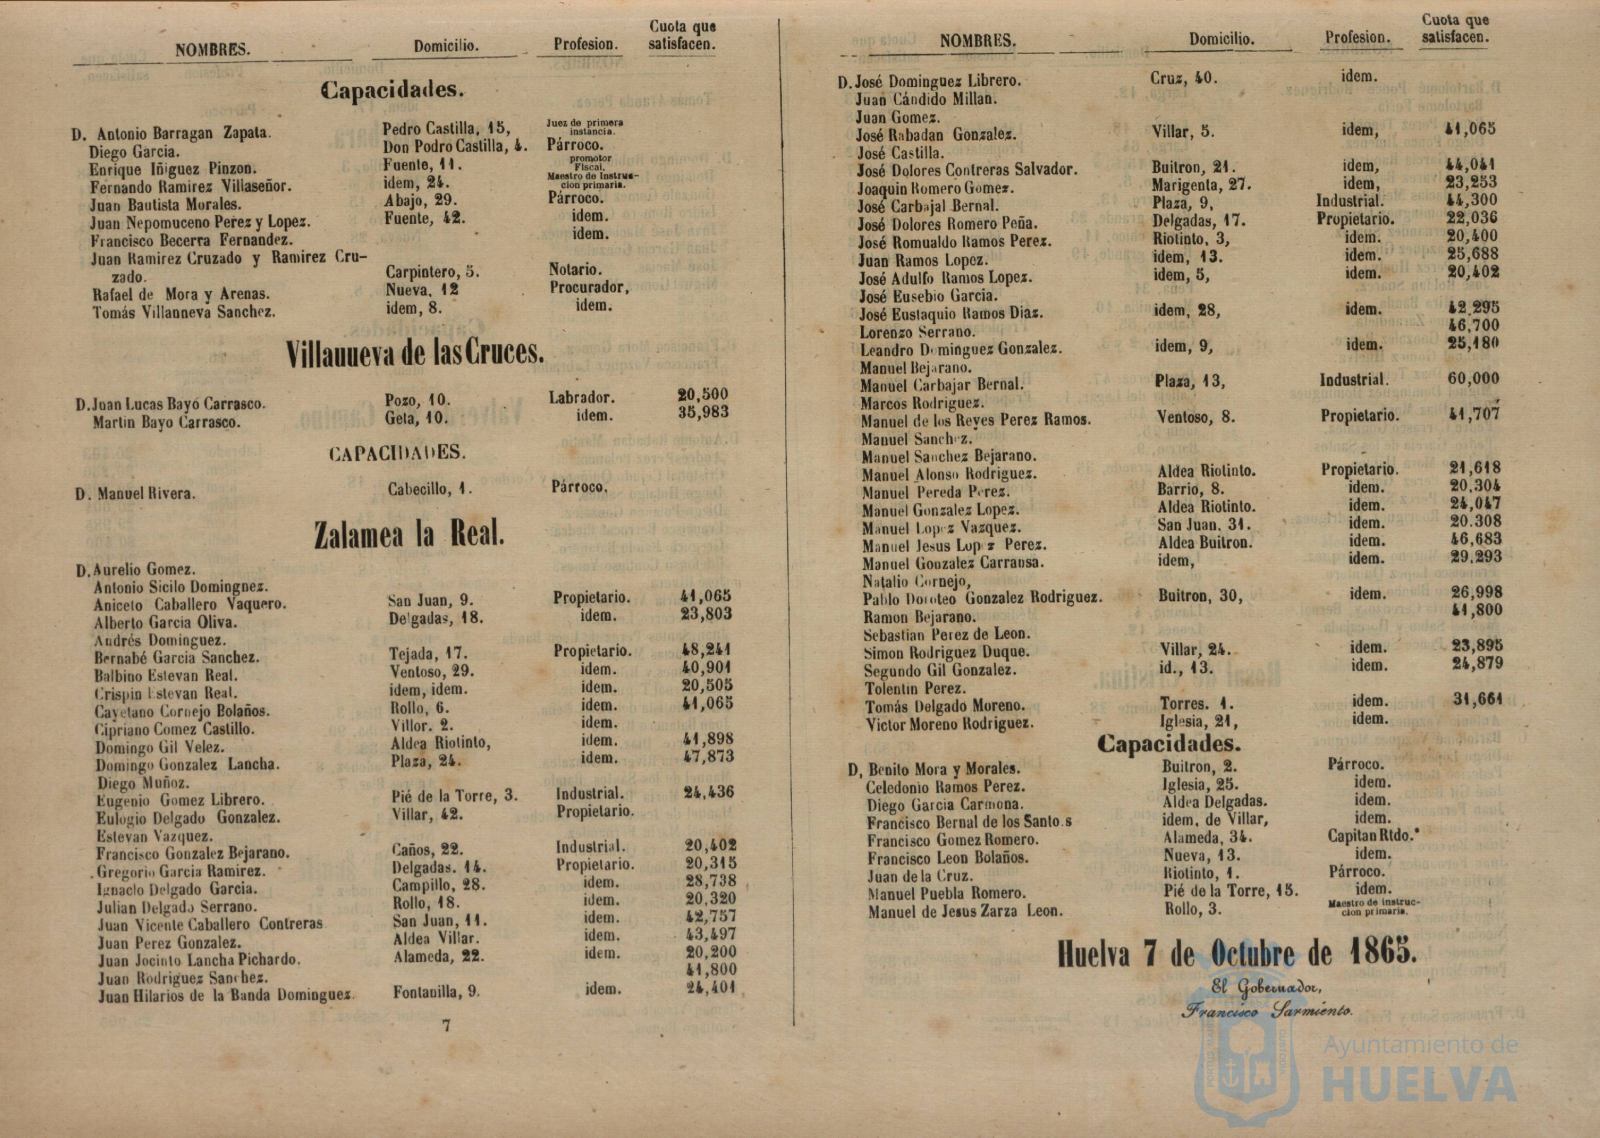 NOMBRES. Domicilio. Profesion. Cuota que satisfacen.
Capacidades.
D. Antonio Barragan Zapata. Pedro Castilla, 15, Juez de primera instancia.
Diego Garcia. Don Pedro Castilla, 4. Párroco.
Enrique Iñiguez Pinzon. Fuente, 11. promotor Fiscal.
Fernando Ramirez Villaseñor. idem, 24. Maestro de Instruccion primaria.
Juan Bautista Morales. Abajo, 29. Párroco.
Juan Nepomuceno Perez y Lopez. Fuente, 42. idem.
Francisco Becerra Fernandez. idem.
Juan Ramirez Cruzado y Ramirez Cru-
zado. Carpintero, 5. Notario.
Rafael de Mora y Arenas. Nueva, 12 Procurador,
Tomás Villanneva Sanchez. idem, 8. idem.
Villanueva de las Cruces.
D. Juan Lucas Bayo Carrasco. Pozo, 10. Labrador. 20,500
Martin Bayo Carrasco. Geta, 10. idem. 35,983
CAPACIDADES.
D. Manuel Rivera. Cabecillo, 1. Párroco.
Zalamea la Real.
D. Aurelio Gomez.
Antonio Sicilo Domingnez.
Aniceto Caballero Vaquero. San Juan, 9. Propietario. 41,065
Alberto Garcia Oliva. Delgadas, 18. idem. 23,803
Andrés Dominguez.
Bernabé Garcia Sanchez. Tejada, 17. Propietario. 48,241
Balbino Estevan Real. Ventoso, 29. idem. 40,901
Crispin Estevan Real. idem, idem. idem. 20,505
Cayetano Cornejo Bolaños. Rollo, 6. idem. 41,065
Cipriano Comez Castillo. Villor. 2. idem.
Domingo Gil Velez. Aldea Riotinto, idem. 41,898
Domingo Gonzalez Lancha. Plaza, 24. idem. 47,873
Diego Muñoz.
Eugenio Gomez Librero. Pié de la Torre, 3. Industrial. 24,436
Eulogio Delgado Gonzalez. Villar, 42. Propietario.
Estevan Vazquez.
Francisco Gonzalez Bejarano. Caños, 22. Industrial. 20,402
Gregorio Garcia Ramirez. Delgadas. 14. Propietario. 20,315
Ignacio Delgado Garcia. Campillo, 28. idem. 28,738
Julian Delgado Serrano. Rollo, 18. idem. 20,320
Juan Vicente Caballero Contreras San Juan, 11. idem. 42,757
Juan Perez Gonzalez. Aldea Villar. idem. 43,497
Juan Jocinto Lancha Pichardo. Alameda, 22. idem. 20,200
Juan Rodriguez Sanchez. 41,800
Juan Hilarios de la Banda Dominguez. Fontanilla, 9. idem. 24,401
7
NOMBRES. Domicilio. Profesion. Cuota que satisfacen.
D. José Dominguez Librero. Cruz, 40. idem.
Juan Cándido Millan.
Juan Gomez.
José Rabadan Gonzalez. Villar, 5. idem, 41,065
José Castilla.
José Dolores Contreras Salvador. Buitron, 21. idem, 44,041
Joaquin Romero Gomez. Marigenta, 27. idem, 23,253
José Carbajal Bernal. Plaza, 9, Industrial. 44,300
José Dolores Romero Peña. Delgadas, 17. Propietario. 22,036
José Romualdo Ramos Perez. Riotinto, 3, idem. 20,400
Juan Ramos Lopez. idem, 13. idem. 25,688
José Adulfo Ramos Lopez. idem, 5, idem. 20,402
José Eusebio Garcia.
José Eustaquio Ramos Diaz. idem, 28, idem. 42,295
Lorenzo Serrano. 46,700
Leandro Dominguez Gonzalez. idem, 9, idem. 25,180
Manuel Bejarano.
Manuel Carbajar Bernal. Plaza, 13, Industrial. 60,000
Marcos Rodriguez.
Manuel de los Reyes Perez Ramos. Ventoso, 8. Propietario. 41,707
Manuel Sanchez.
Manuel Sanchez Bejarano.
Manuel Alonso Rodriguez. Aldea Riotinto. Propietario. 21,618
Manuel Pereda Perez. Barrio, 8. idem. 20,304
Manuel Gonzalez Lopez. Aldea Riotinto. idem. 24,047
Manuel Lopez Vazquez. San Juan, 31. idem. 20.308
Manuel Jesus Lopez Perez. Aldea Buitron. idem. 46,683
Manuel Gouzalez Carransa. idem, idem. 29,293
Natalio Cornejo,
Pablo Doroteo Gonzalez Rodriguez. Buitron, 30, idem. 26,998
Ramon Bejarano. 41,800
Sebastian Perez de Leon.
Simon Rodriguez Duque. Villar, 24. idem. 23,895
Segundo Gil Gonzalez. id., 13. idem. 24,879
Tolentin Perez.
Tomás Delgado Moreno. Torres. 1. idem. 31,661
Victor Moreno Rodriguez. Iglesia, 21, idem.
Capacidades.
D, Benito Mora y Morales. Buitron, 2. Párroco.
Celedonio Ramos Perez. Iglesia, 25. idem.
Diego Garcia Carmona. Aldea Delgadas. idem.
Francisco Bernal de los Santo.s idem. de Villar, idem.
Francisco Gomez Romero. Alameda, 34. Capitan Rtdo.
Francisco Leon Bolaños. Nueva, 13. idem.
Juan de la Cruz. Riotinto, 1. Párroco.
Manuel Puebla Romero. Pié de la Torre, 15. idem.
Manuel de Jesus Zarza Leon. Rollo, 3. Maestro de instruccion primaria.
Huelva 7 de Octubre de 1865.
El Gobernador,
Francisco Sarmiento.
Ayuntamiento de
HUELVA